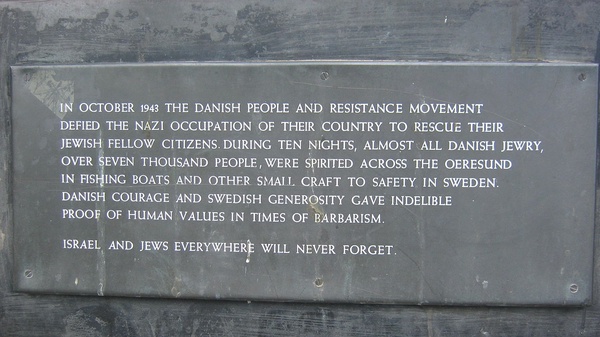 IN OCTOBER 1943 THE DANISH PEOPLE AND RESISTANCE MOVEMENT
DEFIED THE NAZI OCCUPATION OF THEIR COUNTRY TO RESCUE THEIR
JEWISH FELLOW CITIZENS. DURING TEN NIGHTS, ALMOST ALL DANISH JEWRY,
OVER SEVEN THOUSAND PEOPLE, WERE SPIRITED ACROSS THE OERESUND
IN FISHING BOATS AND OTHER SMALL CRAFT TO SAFETY IN SWEDEN.
DANISH COURAGE AND SWEDISH GENEROSITY GAVE INDELIBLE
PROOF OF HUMAN VALUES IN TIMES OF BARBARISM.
ISRAEL AND JEWS EVERYWHERE WILL NEVER FORGET.